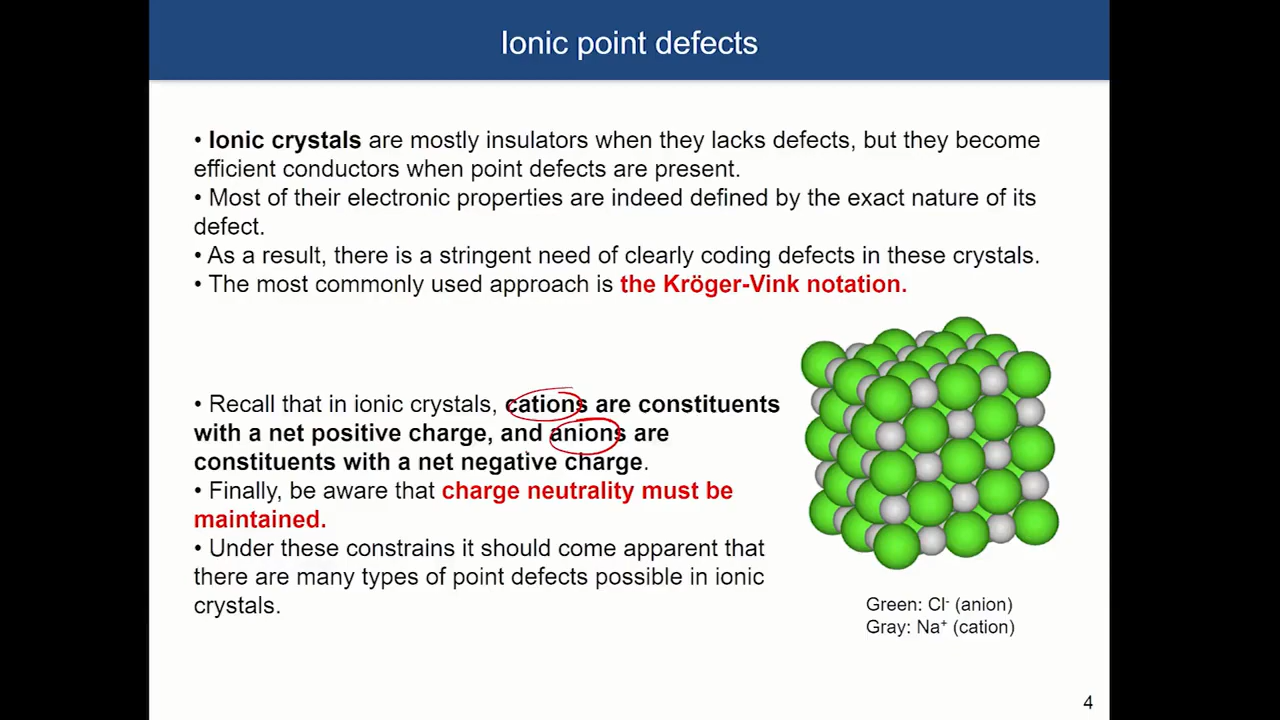 Ionic point defects
• Ionic crystals are mostly insulators when they lacks defects, but they become
efficient conductors when point defects are present.
• Most of their electronic properties are indeed defined by the exact nature of its
defect.
• As a result, there is a stringent need of clearly coding defects in these crystals.
• The most commonly used approach is the Kröger-Vink notation.
• Recall that in ionic crystals, cations are constituents
with a net positive charge, and anions are
constituents with a net negative charge.
• Finally, be aware that charge neutrality must be
maintained.
• Under these constrains it should come apparent that
there are many types of point defects possible in ionic
crystals.
Green: Cl⁻ (anion)
Gray: Na⁺ (cation)
4